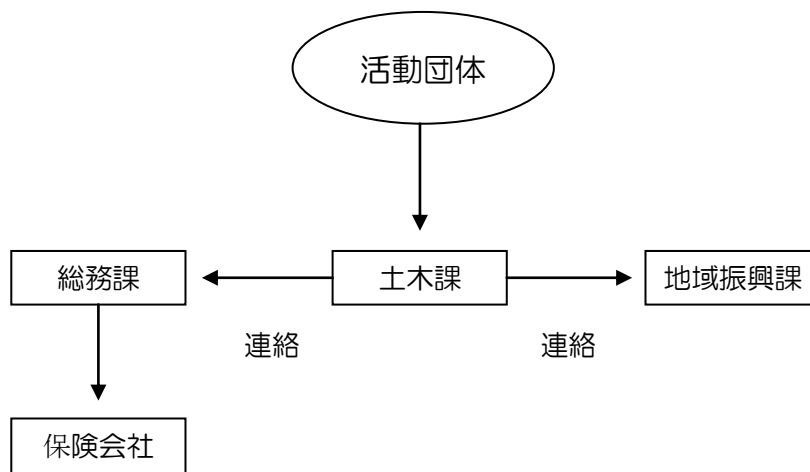 活動団体
総務課
土木課
地域振興課
連絡
連絡
保険会社